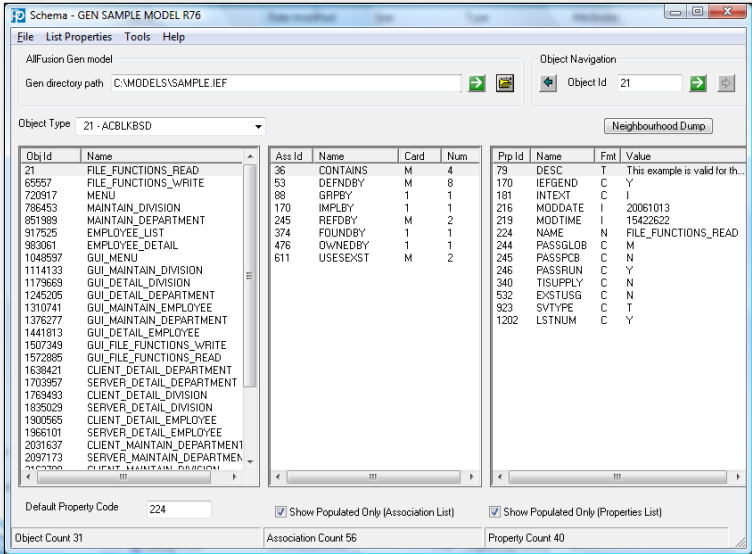 Schema - GEN SAMPLE MODEL R76
File List Properties Tools Help
AllFusion Gen model
Gen directory path C:\MODELS\SAMPLE.IEF
Object Navigation
Object Id 21
Object Type 21 - ACBLKBSD
Neighbourhood Dump
Obj Id Name
21 FILE_FUNCTIONS_READ
65557 FILE_FUNCTIONS_WRITE
720917 MENU
786453 MAINTAIN_DIVISION
851989 MAINTAIN_DEPARTMENT
917525 EMPLOYEE_LIST
983061 EMPLOYEE_DETAIL
1048597 GUI_MENU
1114133 GUI_MAINTAIN_DIVISION
1179669 GUI_DETAIL_DIVISION
1245205 GUI_DETAIL_DEPARTMENT
1310741 GUI_MAINTAIN_EMPLOYEE
1376277 GUI_MAINTAIN_DEPARTMENT
1441813 GUI_DETAIL_EMPLOYEE
1507349 GUI_FILE_FUNCTIONS_WRITE
1572885 GUI_FILE_FUNCTIONS_READ
1638421 CLIENT_DETAIL_DEPARTMENT
1703957 SERVER_DETAIL_DEPARTMENT
1769493 CLIENT_DETAIL_DIVISION
1835029 SERVER_DETAIL_DIVISION
1900565 CLIENT_DETAIL_EMPLOYEE
1966101 SERVER_DETAIL_EMPLOYEE
2031637 CLIENT_MAINTAIN_DEPARTMENT
2097173 SERVER_MAINTAIN_DEPARTMEN
Ass Id Name Card Num
36 CONTAINS M 4
53 DEFNDBY M 8
88 GRPBY 1 1
170 IMPLBY 1 1
245 REFDBY M 2
374 FOUNDBY 1 1
476 OWNEDBY 1 1
611 USESEXST M 2
Prp Id Name Fmt Value
79 DESC T This example is valid for th...
170 IEFGEND C Y
181 INTEXT C I
216 MODDATE I 20061013
219 MODTIME I 15422622
224 NAME N FILE_FUNCTIONS_READ
244 PASSGLOB C M
245 PASSPCB C N
246 PASSRUN C Y
340 TISUPPLY C N
532 EXSTUSG C N
923 SVTYPE C T
1202 LSTNUM C Y
Default Property Code 224
Show Populated Only (Association List)
Show Populated Only (Properties List)
Object Count 31
Association Count 56
Property Count 40